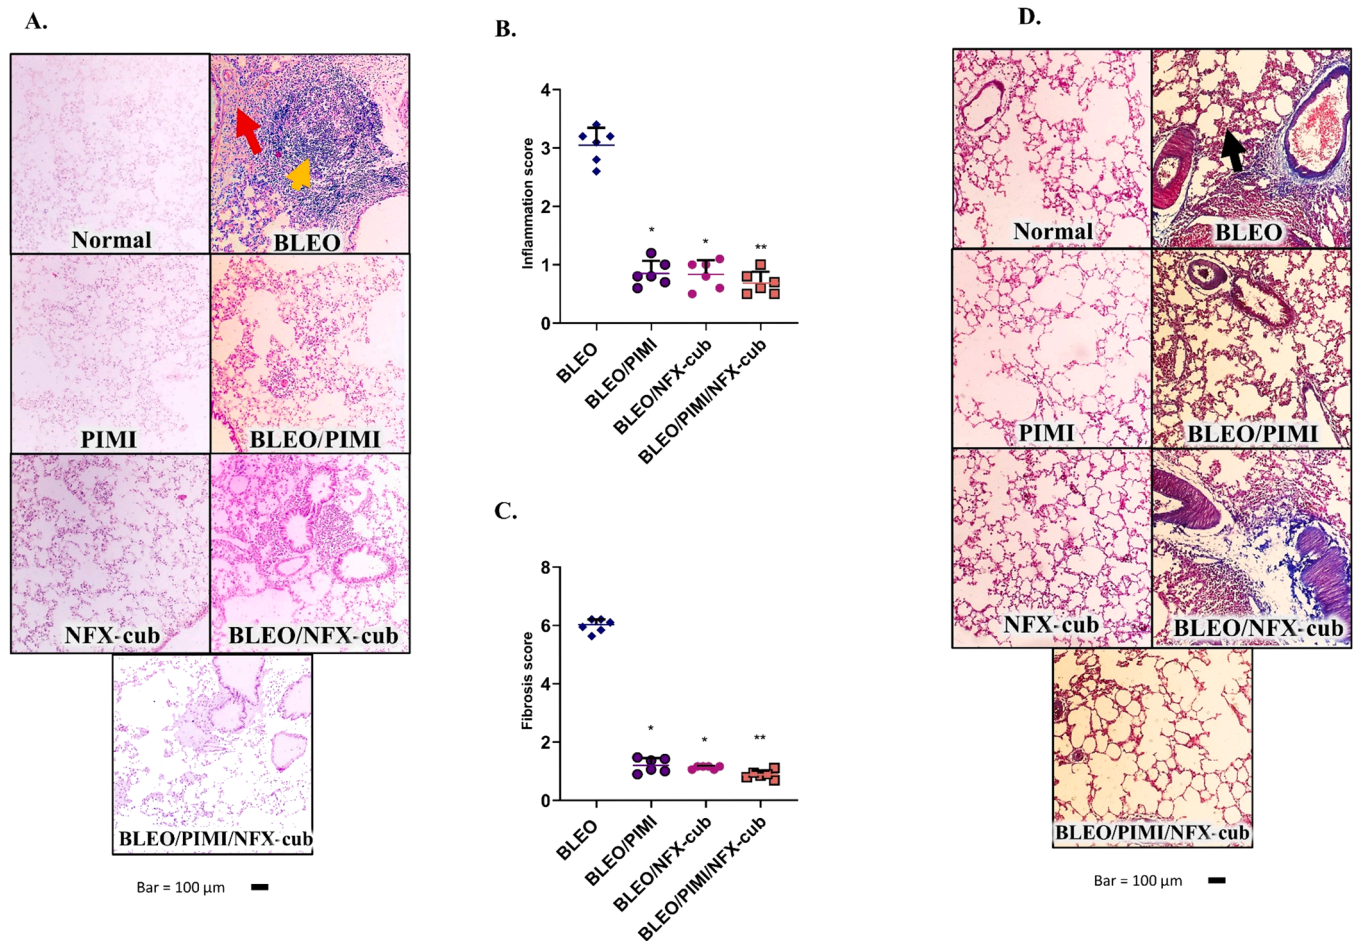 A.
Normal
BLEO
PIMI
BLEO/PIMI
NFX-cub
BLEO/NFX-cub
BLEO/PIMI/NFX-cub
Bar = 100 µm
B.
Inflammation score
4
3
2
1
0
*
*
**
BLEO
BLEO/PIMI
BLEO/NFX-cub
BLEO/PIMI/NFX-cub
C.
Fibrosis score
8
6
4
2
0
*
*
**
BLEO
BLEO/PIMI
BLEO/NFX-cub
BLEO/PIMI/NFX-cub
D.
Normal
BLEO
PIMI
BLEO/PIMI
NFX-cub
BLEO/NFX-cub
BLEO/PIMI/NFX-cub
Bar = 100 µm